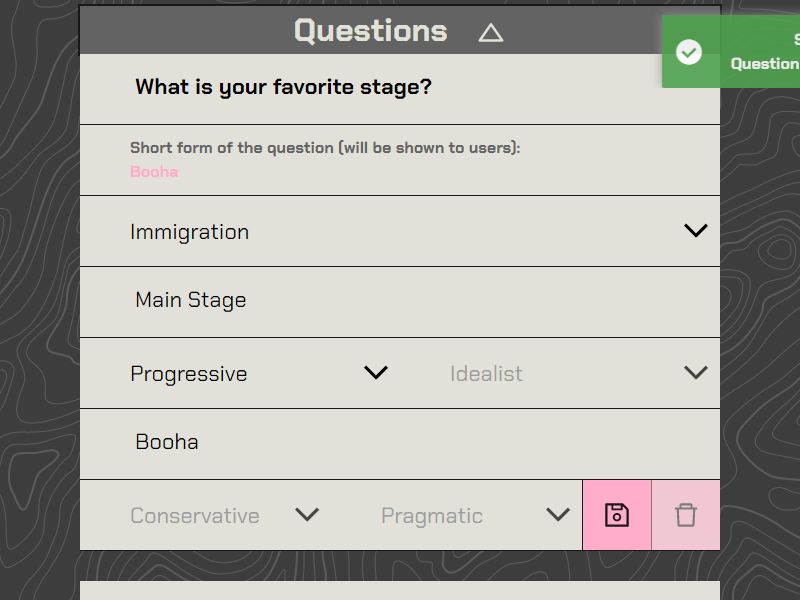 Questions
S
Question
What is your favorite stage?
Short form of the question (will be shown to users):
Booha
Immigration
Main Stage
Progressive Idealist
Booha
Conservative Pragmatic